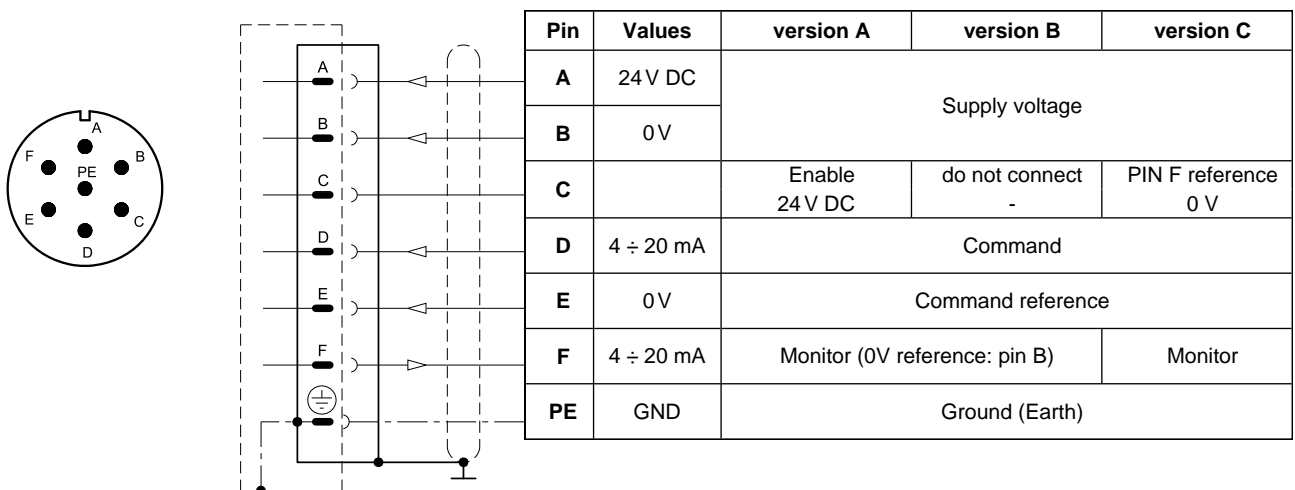 A
F
B
PE
E
C
D
A
B
C
D
E
F
Pin Values version A version B version C
A 24 V DC
Supply voltage
B 0 V
C Enable do not connect PIN F reference
24 V DC - 0 V
D 4 ÷ 20 mA Command
E 0 V Command reference
F 4 ÷ 20 mA Monitor (0V reference: pin B) Monitor
PE GND Ground (Earth)